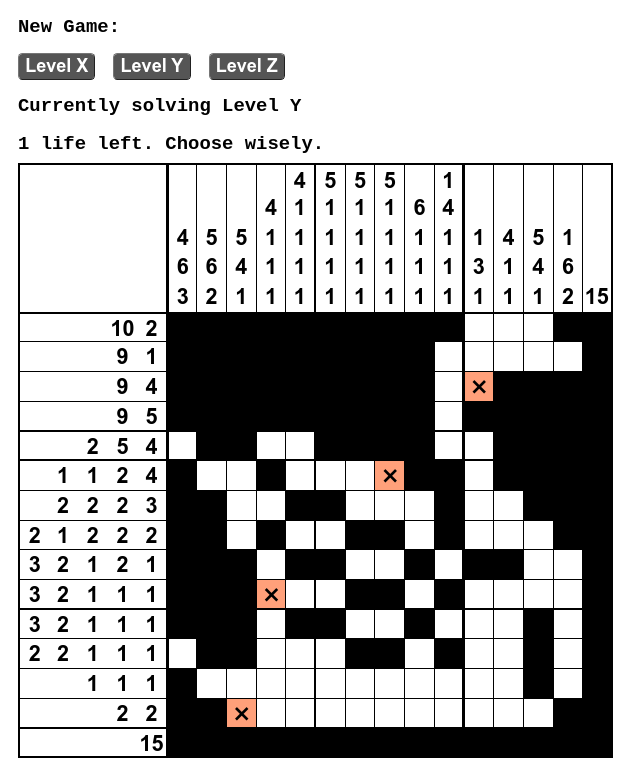 New Game:
Level X Level Y Level Z
Currently solving Level Y
1 life left. Choose wisely.
4 5 5 5 1
4 1 1 1 1 6 4
4 5 5 1 1 1 1 1 1 1 1 4 5 1
6 6 4 1 1 1 1 1 1 1 3 1 4 6
3 2 1 1 1 1 1 1 1 1 1 1 1 2 15
10 2
9 1
9 4
9 5
2 5 4
1 1 2 4
2 2 2 3
2 1 2 2 2
3 2 1 2 1
3 2 1 1 1
3 2 1 1 1
2 2 1 1 1
1 1 1
2 2
15